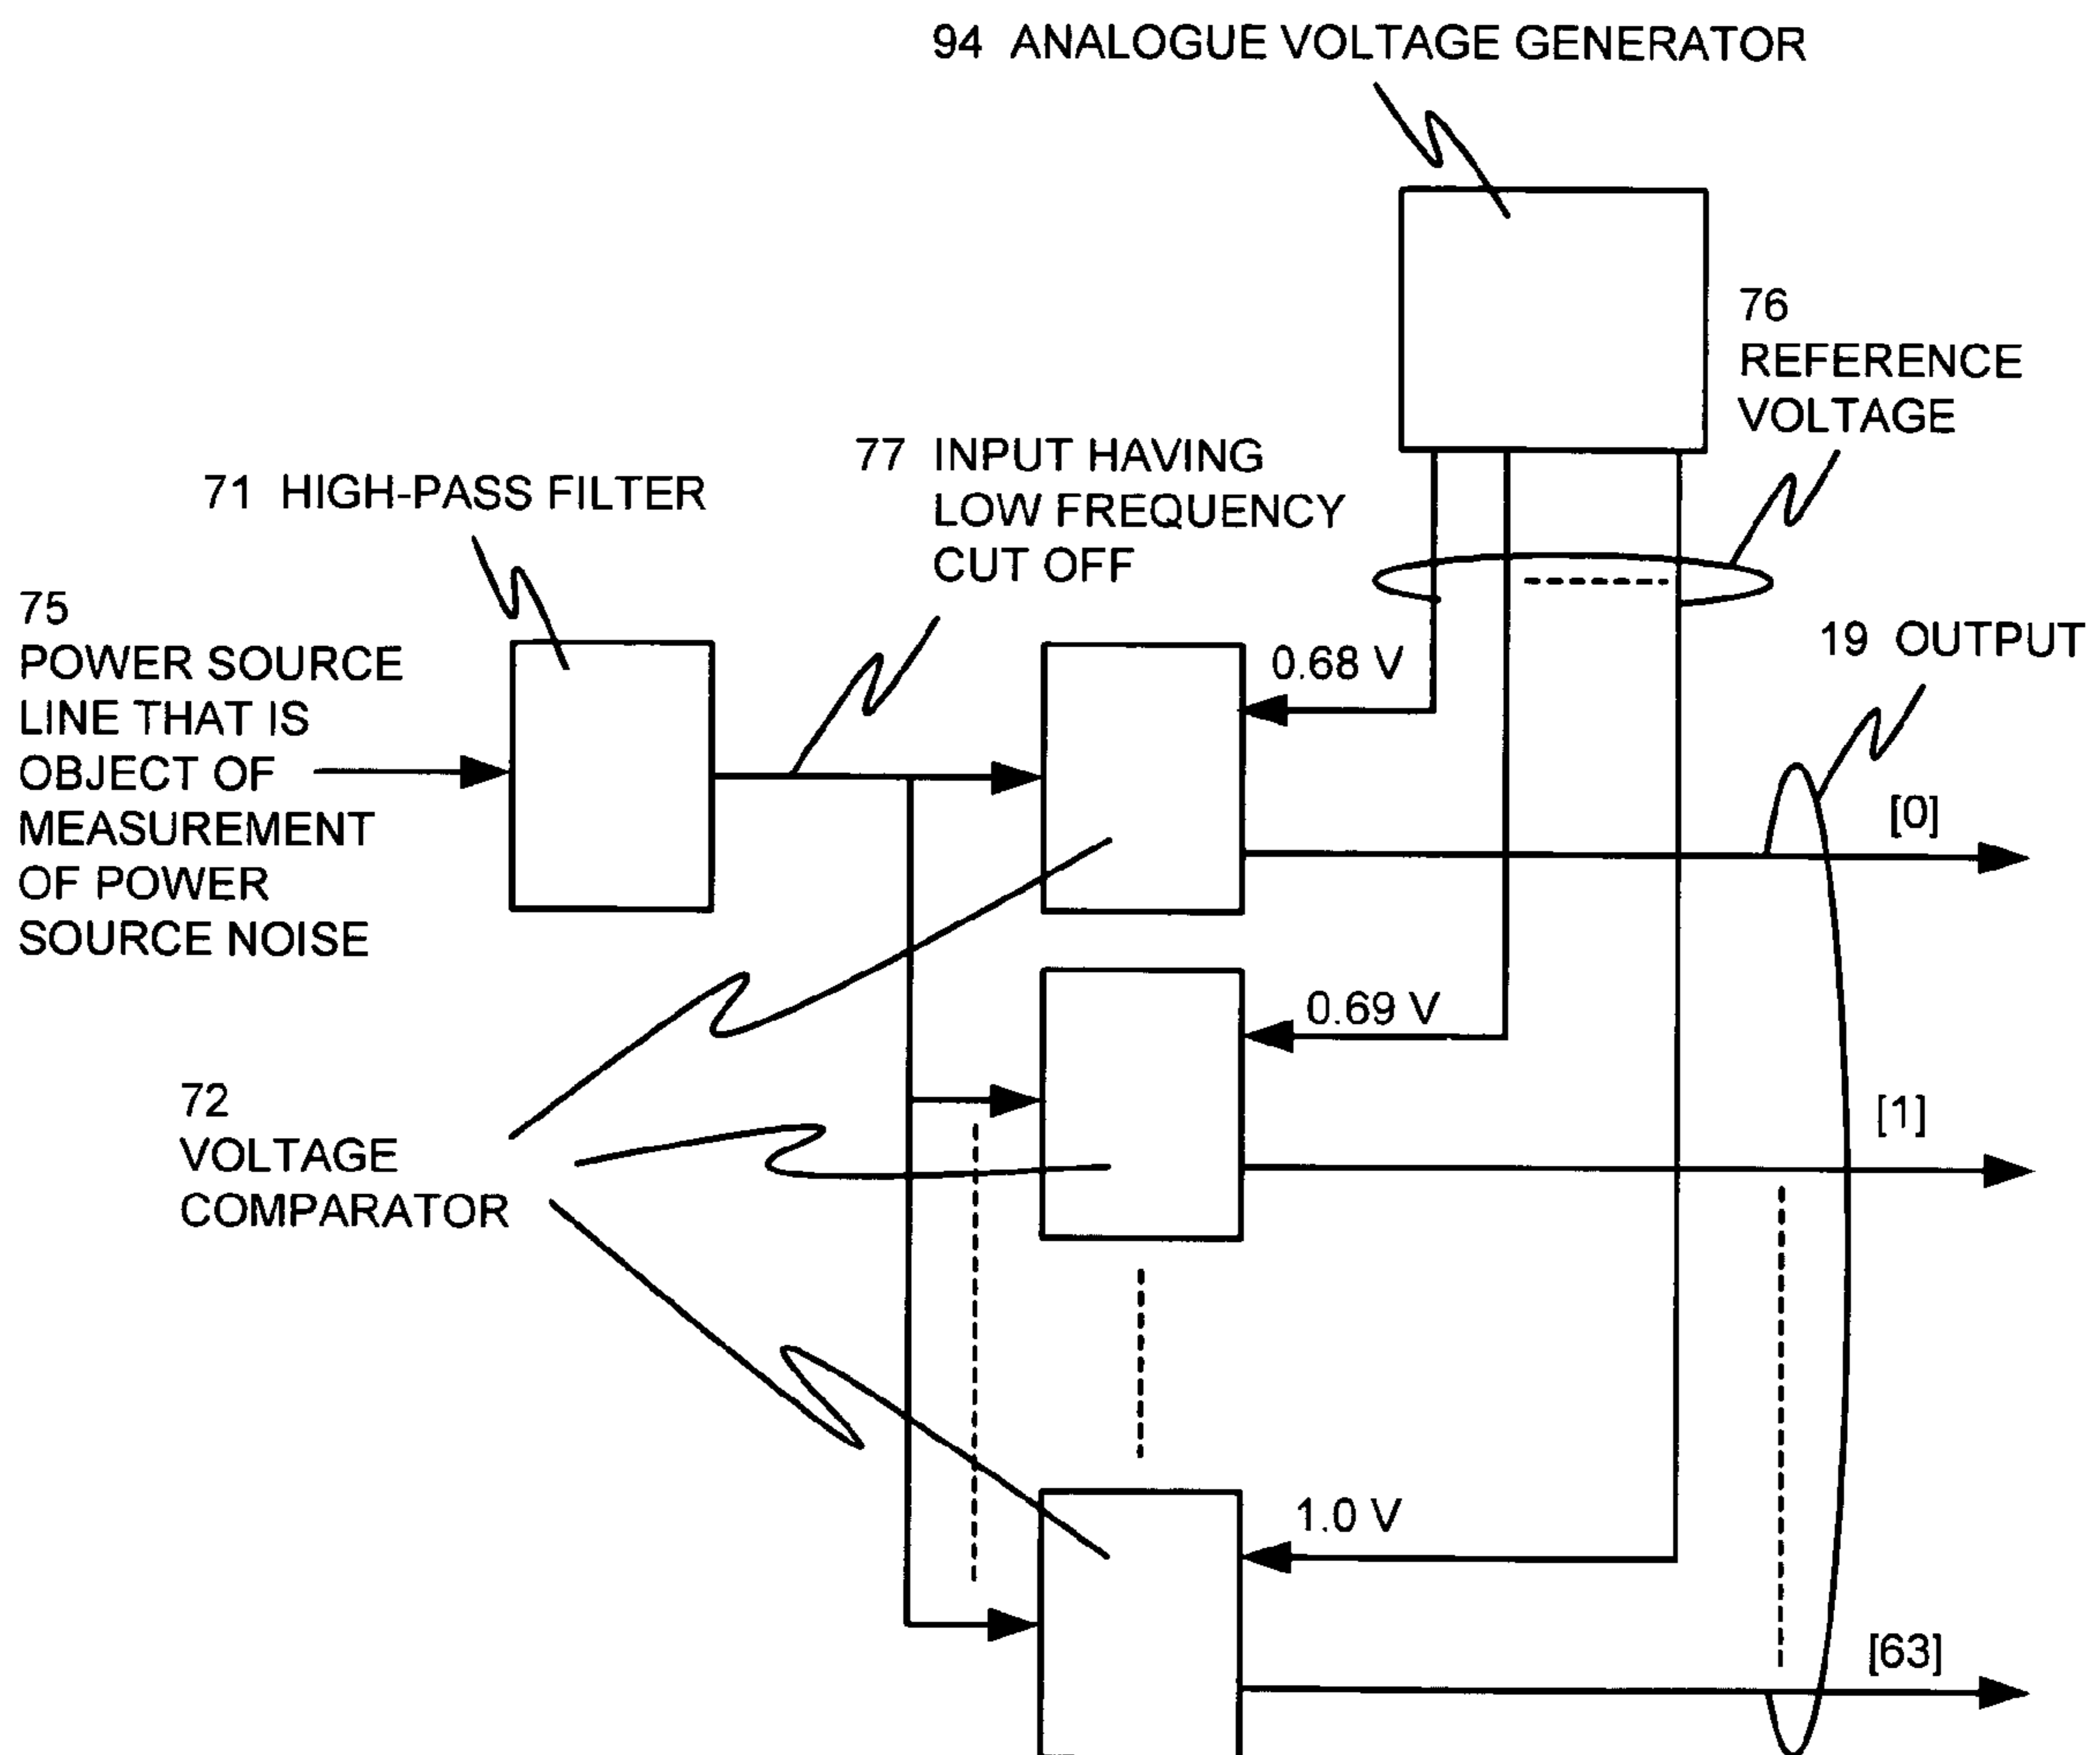 94 ANALOGUE VOLTAGE GENERATOR
76
REFERENCE
VOLTAGE
77 INPUT HAVING
LOW FREQUENCY
CUT OFF
71 HIGH-PASS FILTER
75
POWER SOURCE
LINE THAT IS
OBJECT OF
MEASUREMENT
OF POWER
SOURCE NOISE
0.68 V
19 OUTPUT
[0]
0.69 V
[1]
72
VOLTAGE
COMPARATOR
1.0 V
[63]